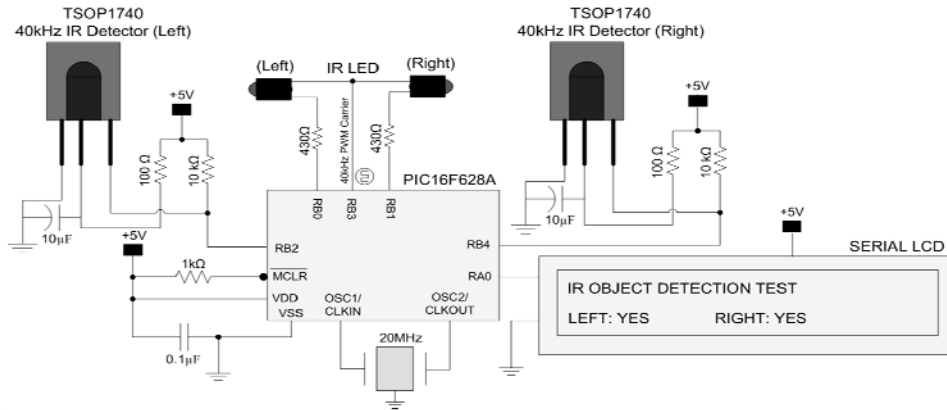 TSOP1740
40kHz IR Detector (Left)
TSOP1740
40kHz IR Detector (Right)
(Left)
IR LED
(Right)
+5V
+5V
100 Ω
10 kΩ
430Ω
40kHz PWM Carrier
430Ω
100 Ω
10 kΩ
PIC16F628A
RB0
RB3
RB1
10µF
10µF
+5V
+5V
RB2
RB4
SERIAL LCD
1kΩ
MCLR
RA0
VDD
VSS
OSC1/
CLKIN
OSC2/
CLKOUT
IR OBJECT DETECTION TEST
LEFT: YES RIGHT: YES
0.1µF
20MHz